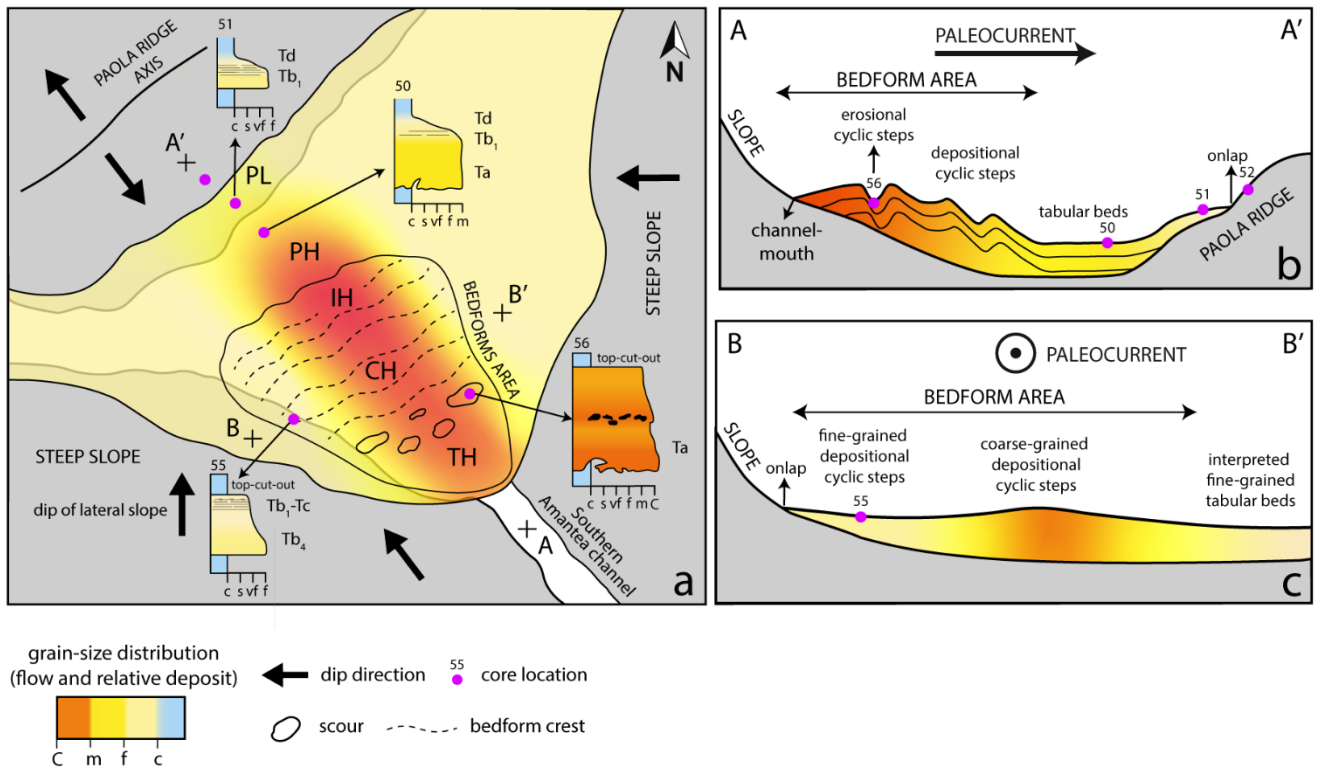 51
Td
Tb1
c s vf f
PAOLA RIDGE
AXIS
N
50
Td
Tb1
Ta
c s vf f m
A'
PL
PH
IH
CH
TH
BEDFORMS AREA
B'
STEEP SLOPE
56
top-cut-out
Ta
c s vf f m C
B
STEEP SLOPE
dip of lateral slope
55
top-cut-out
Tb1-Tc
Tb4
c s vf f
A
Southern
Amantea channel
a
A
A'
PALEOCURRENT
BEDFORM AREA
SLOPE
erosional
cyclic steps
56
depositional
cyclic steps
channel-
mouth
tabular beds
50
51
onlap
52
PAOLA RIDGE
b
B
B'
PALEOCURRENT
BEDFORM AREA
SLOPE
onlap
fine-grained
depositional
cyclic steps
55
coarse-grained
depositional
cyclic steps
interpreted
fine-grained
tabular beds
c
grain-size distribution
(flow and relative deposit)
C m f c
dip direction
55
core location
scour
bedform crest